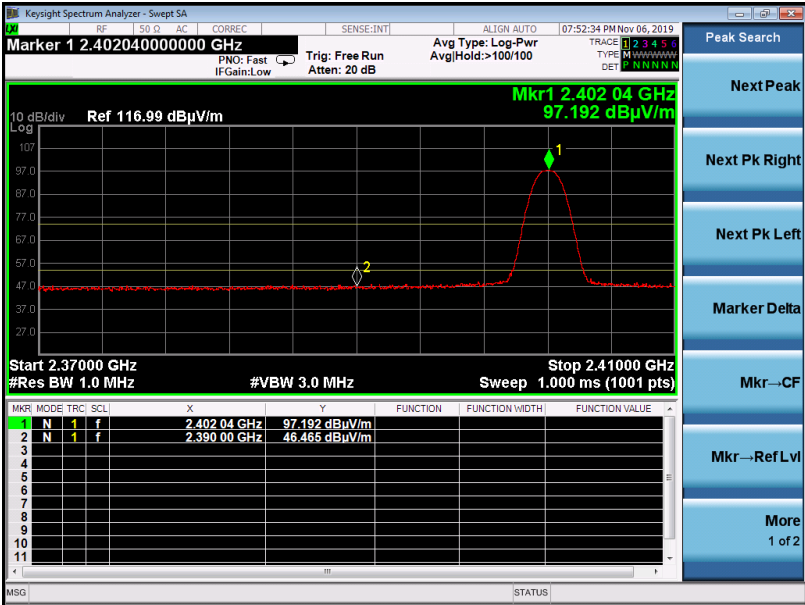 Keysight Spectrum Analyzer - Swept SA
LXI RF 50 Ω AC CORREC SENSE:INT ALIGN AUTO 07:52:34 PM Nov 06, 2019
Marker 1 2.402040000000 GHz
PNO: Fast
IFGain:Low
Trig: Free Run
Atten: 20 dB
Avg Type: Log-Pwr
Avg|Hold:>100/100
TRACE 1 2 3 4 5 6
TYPE M WWWWW
DET P N N N N N
Peak Search
Next Peak
Next Pk Right
Next Pk Left
Marker Delta
Mkr→CF
Mkr→Ref Lvl
More
1 of 2
Mkr1 2.402 04 GHz
97.192 dBµV/m
10 dB/div Ref 116.99 dBµV/m
Log
107
97.0
87.0
77.0
67.0
57.0
47.0
37.0
27.0
1
2
Start 2.37000 GHz Stop 2.41000 GHz
#Res BW 1.0 MHz #VBW 3.0 MHz Sweep 1.000 ms (1001 pts)
MKR MODE TRC SCL X Y FUNCTION FUNCTION WIDTH FUNCTION VALUE
1 N 1 f 2.402 04 GHz 97.192 dBµV/m
2 N 1 f 2.390 00 GHz 46.465 dBµV/m
3
4
5
6
7
8
9
10
11
MSG STATUS